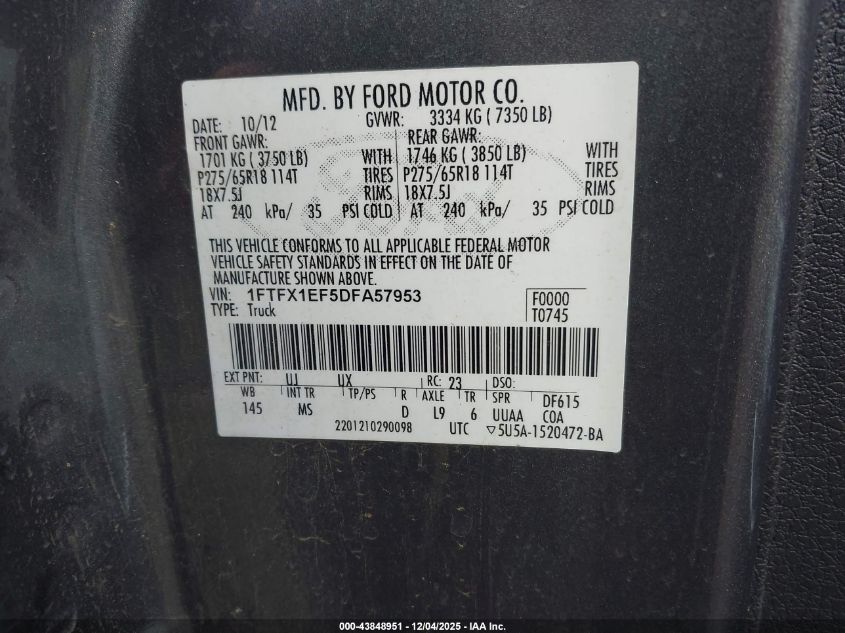 MFD. BY FORD MOTOR CO.
DATE: 10/12 GVWR: 3334 KG ( 7350 LB)
FRONT GAWR: REAR GAWR:
1701 KG ( 3750 LB) WITH 1746 KG ( 3850 LB) WITH
P275/65R18 114T TIRES P275/65R18 114T TIRES
18X7.5J RIMS 18X7.5J RIMS
AT 240 kPa/ 35 PSI COLD AT 240 kPa/ 35 PSI COLD
THIS VEHICLE CONFORMS TO ALL APPLICABLE FEDERAL MOTOR
VEHICLE SAFETY STANDARDS IN EFFECT ON THE DATE OF
MANUFACTURE SHOWN ABOVE.
VIN: 1FTFX1EF5DFA57953 F0000
TYPE: Truck T0745
EXT PNT: UJ UX RC: 23 DSO:
WB INT TR TP/PS R AXLE TR SPR DF615
145 MS D L9 6 UUAA COA
2201210290098 UTC ▽5U5A-1520472-BA
000-43848951 - 12/04/2025 - IAA Inc.